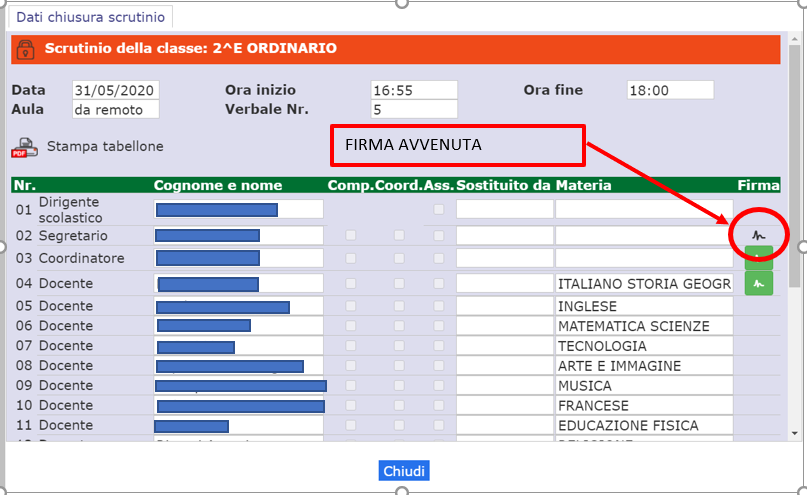 Dati chiusura scrutinio
Scrutinio della classe: 2^E ORDINARIO
Data 31/05/2020 Ora inizio 16:55 Ora fine 18:00
Aula da remoto Verbale Nr. 5
PDF Stampa tabellone
FIRMA AVVENUTA
Nr. Cognome e nome Comp. Coord. Ass. Sostituito da Materia Firma
01 Dirigente
scolastico
02 Segretario
03 Coordinatore
04 Docente ITALIANO STORIA GEOGR
05 Docente INGLESE
06 Docente MATEMATICA SCIENZE
07 Docente TECNOLOGIA
08 Docente ARTE E IMMAGINE
09 Docente MUSICA
10 Docente FRANCESE
11 Docente EDUCAZIONE FISICA
Chiudi